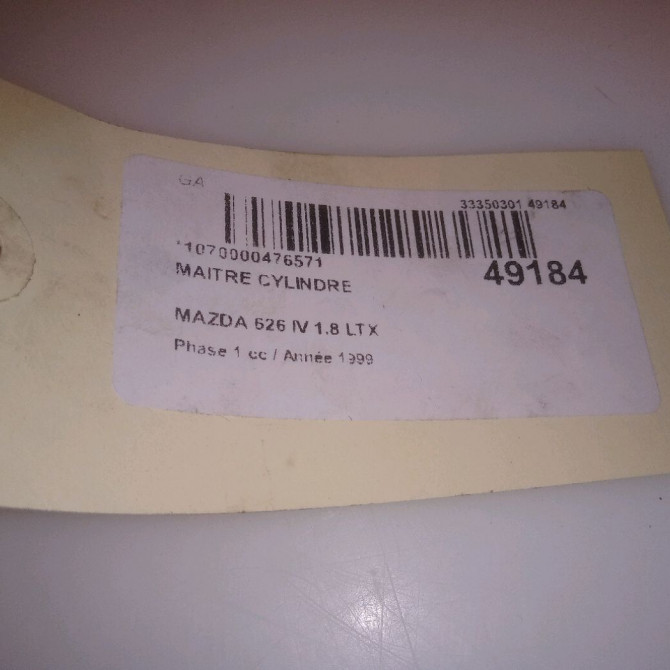 GA
33350301 49184
*1070000476571
49184
MAITRE CYLINDRE
MAZDA 626 IV 1.8 LTX
Phase 1 cc / Année 1999